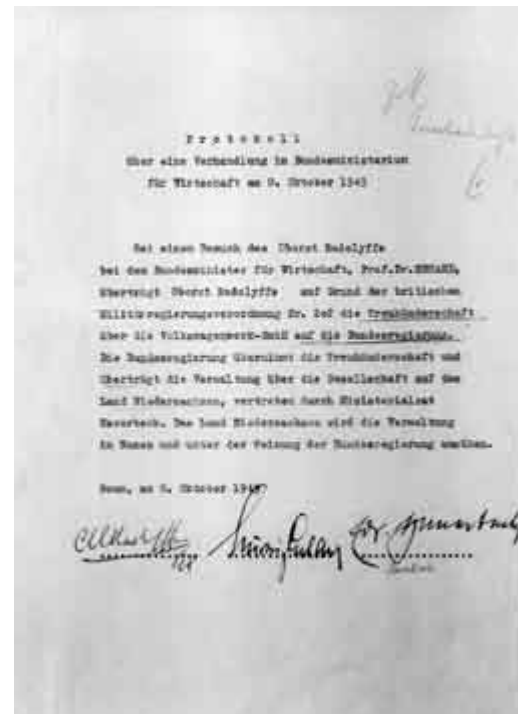 Protokoll
über eine Verhandlung im Bundesministerium
für Wirtschaft am 8. Oktober 1949
Bei einem Besuch des Oberst Radclyffe
bei dem Bundesminister für Wirtschaft, Prof. Dr. ERHARD,
überträgt Oberst Radclyffe auf Grund der britischen
Militärregierungsverordnung Nr. 202 die Treuhänderschaft
über die Volkswagenwerk-GmbH auf die Bundesregierung.
Die Bundesregierung übernimmt die Treuhänderschaft und
überträgt die Verwaltung über die Gesellschaft auf das
Land Niedersachsen, vertreten durch Ministerialrat
Das Land Niedersachsen wird die Verwaltung
im Namen und unter der Weisung der Bundesregierung ausüben.
Bonn, am 8. Oktober 1949